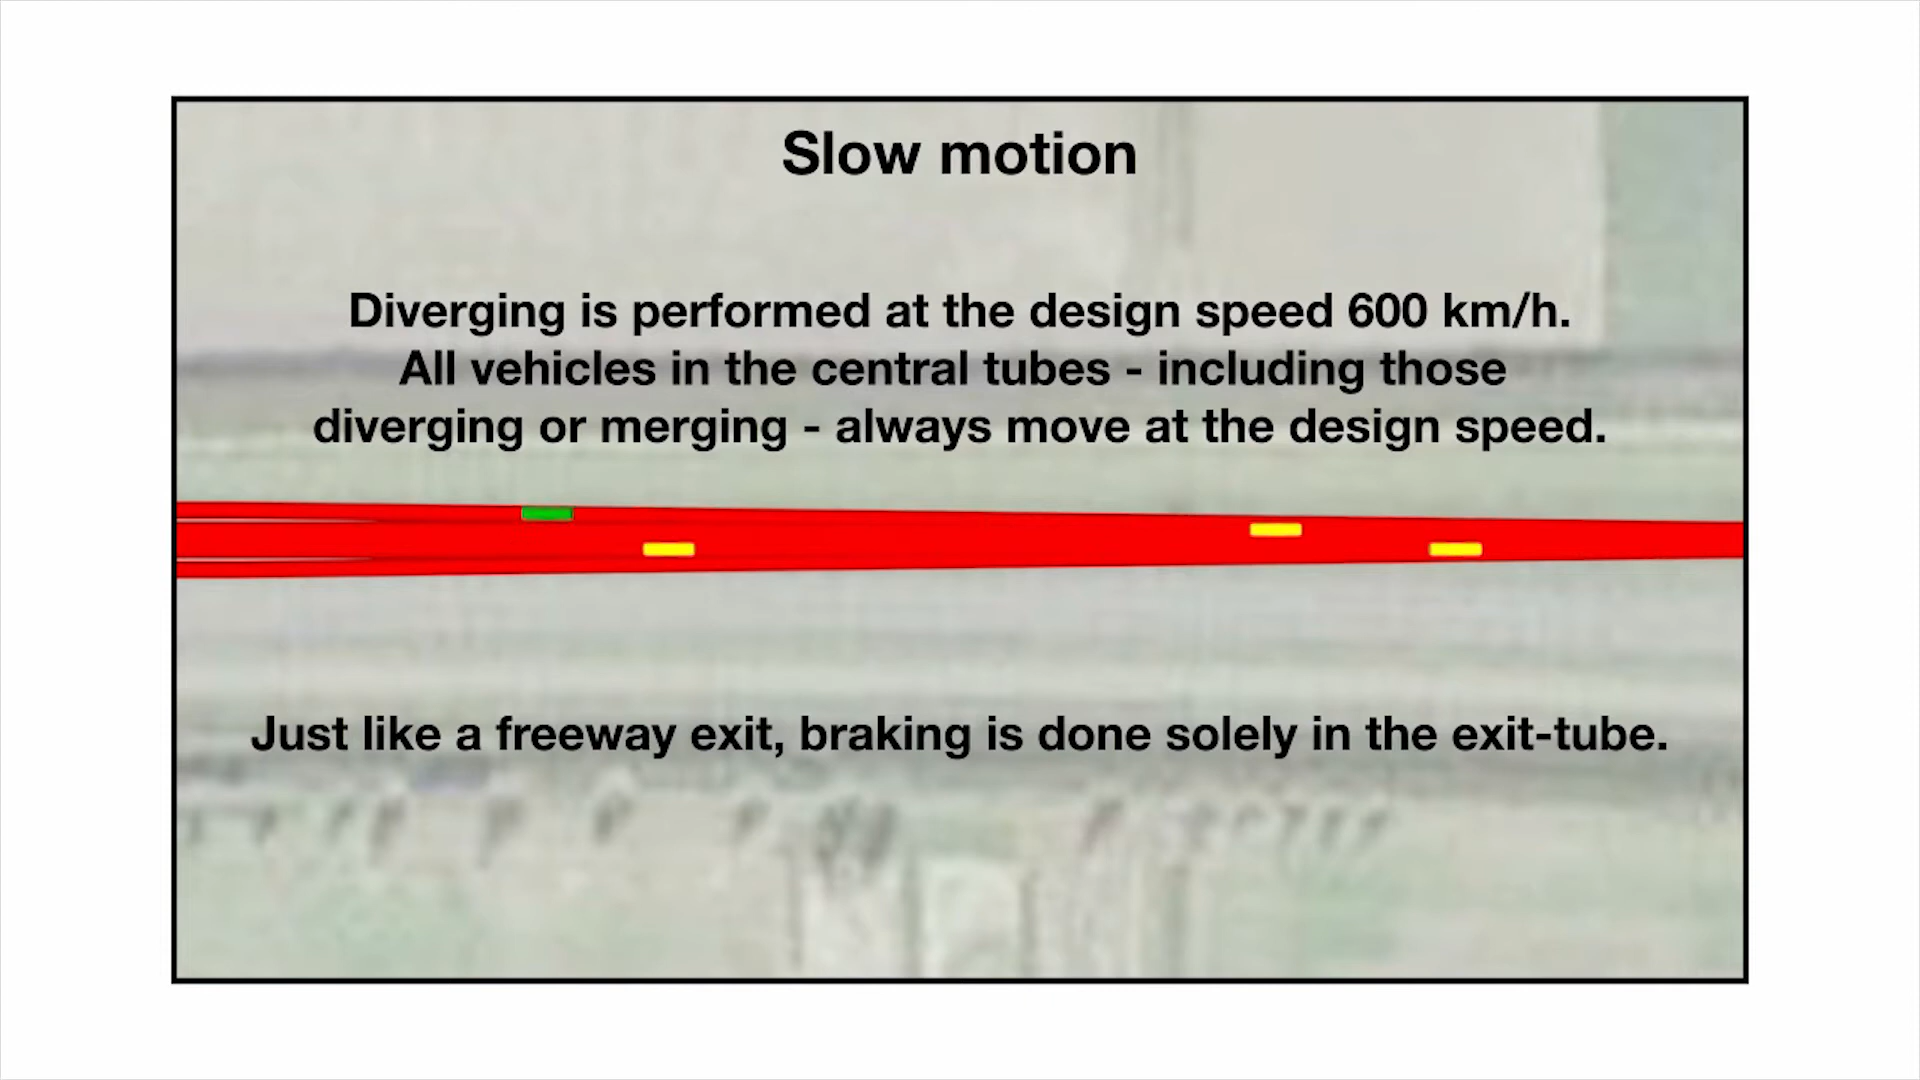 Slow motion
Diverging is performed at the design speed 600 km/h.
All vehicles in the central tubes - including those
diverging or merging - always move at the design speed.
Just like a freeway exit, braking is done solely in the exit-tube.